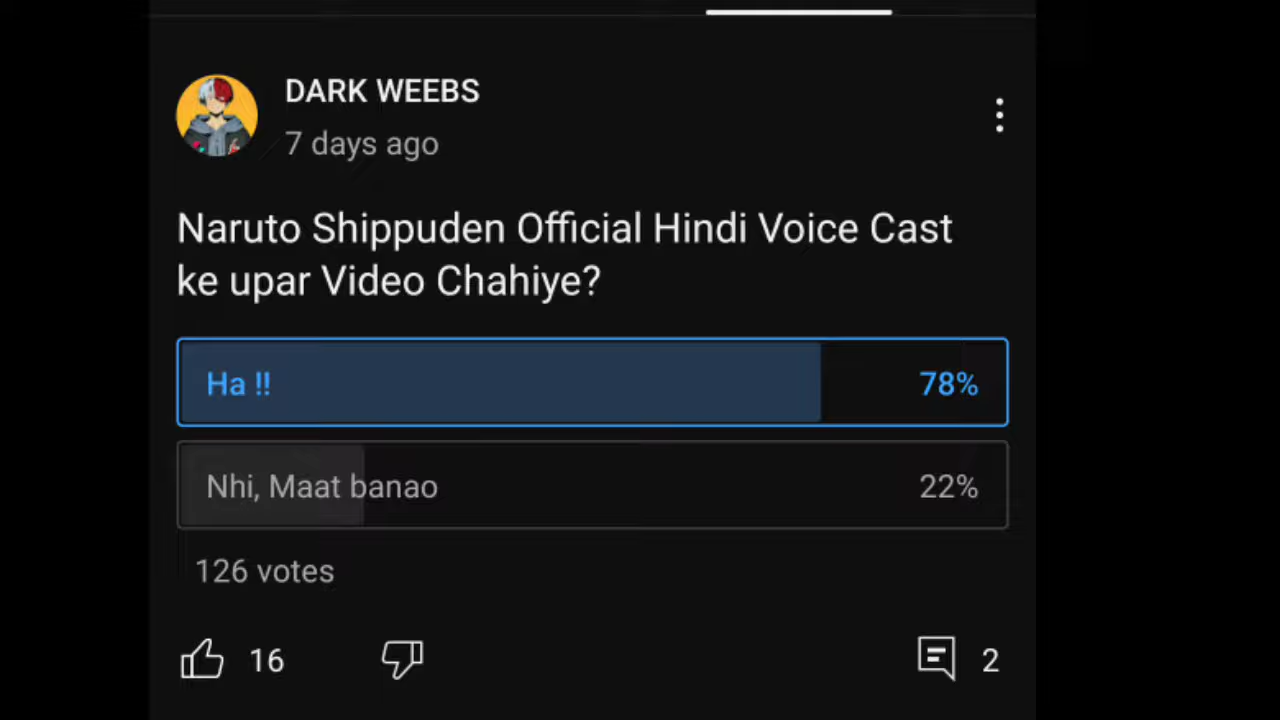 DARK WEEBS
7 days ago
Naruto Shippuden Official Hindi Voice Cast
ke upar Video Chahiye?
Ha !! 78%
Nhi, Maat banao 22%
126 votes
16 2